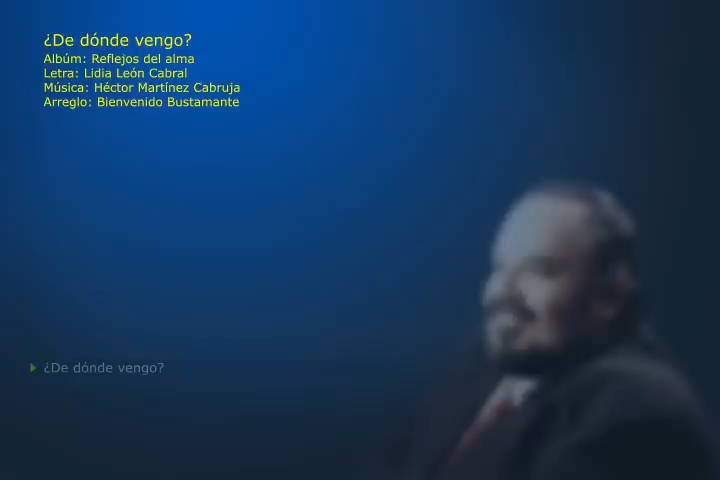 ¿De dónde vengo?
Albúm: Reflejos del alma
Letra: Lidia León Cabral
Música: Héctor Martínez Cabruja
Arreglo: Bienvenido Bustamante
¿De dónde vengo?